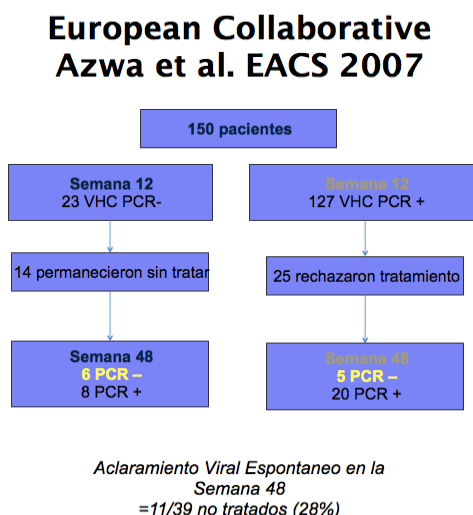 European Collaborative
Azwa et al. EACS 2007
150 pacientes
Semana 12
23 VHC PCR-
14 permanecieron sin tratar
Semana 48
6 PCR –
8 PCR +
Semana 12
127 VHC PCR +
25 rechazaron tratamiento
Semana 48
5 PCR –
20 PCR +
Aclaramiento Viral Espontaneo en la
Semana 48
=11/39 no tratados (28%)